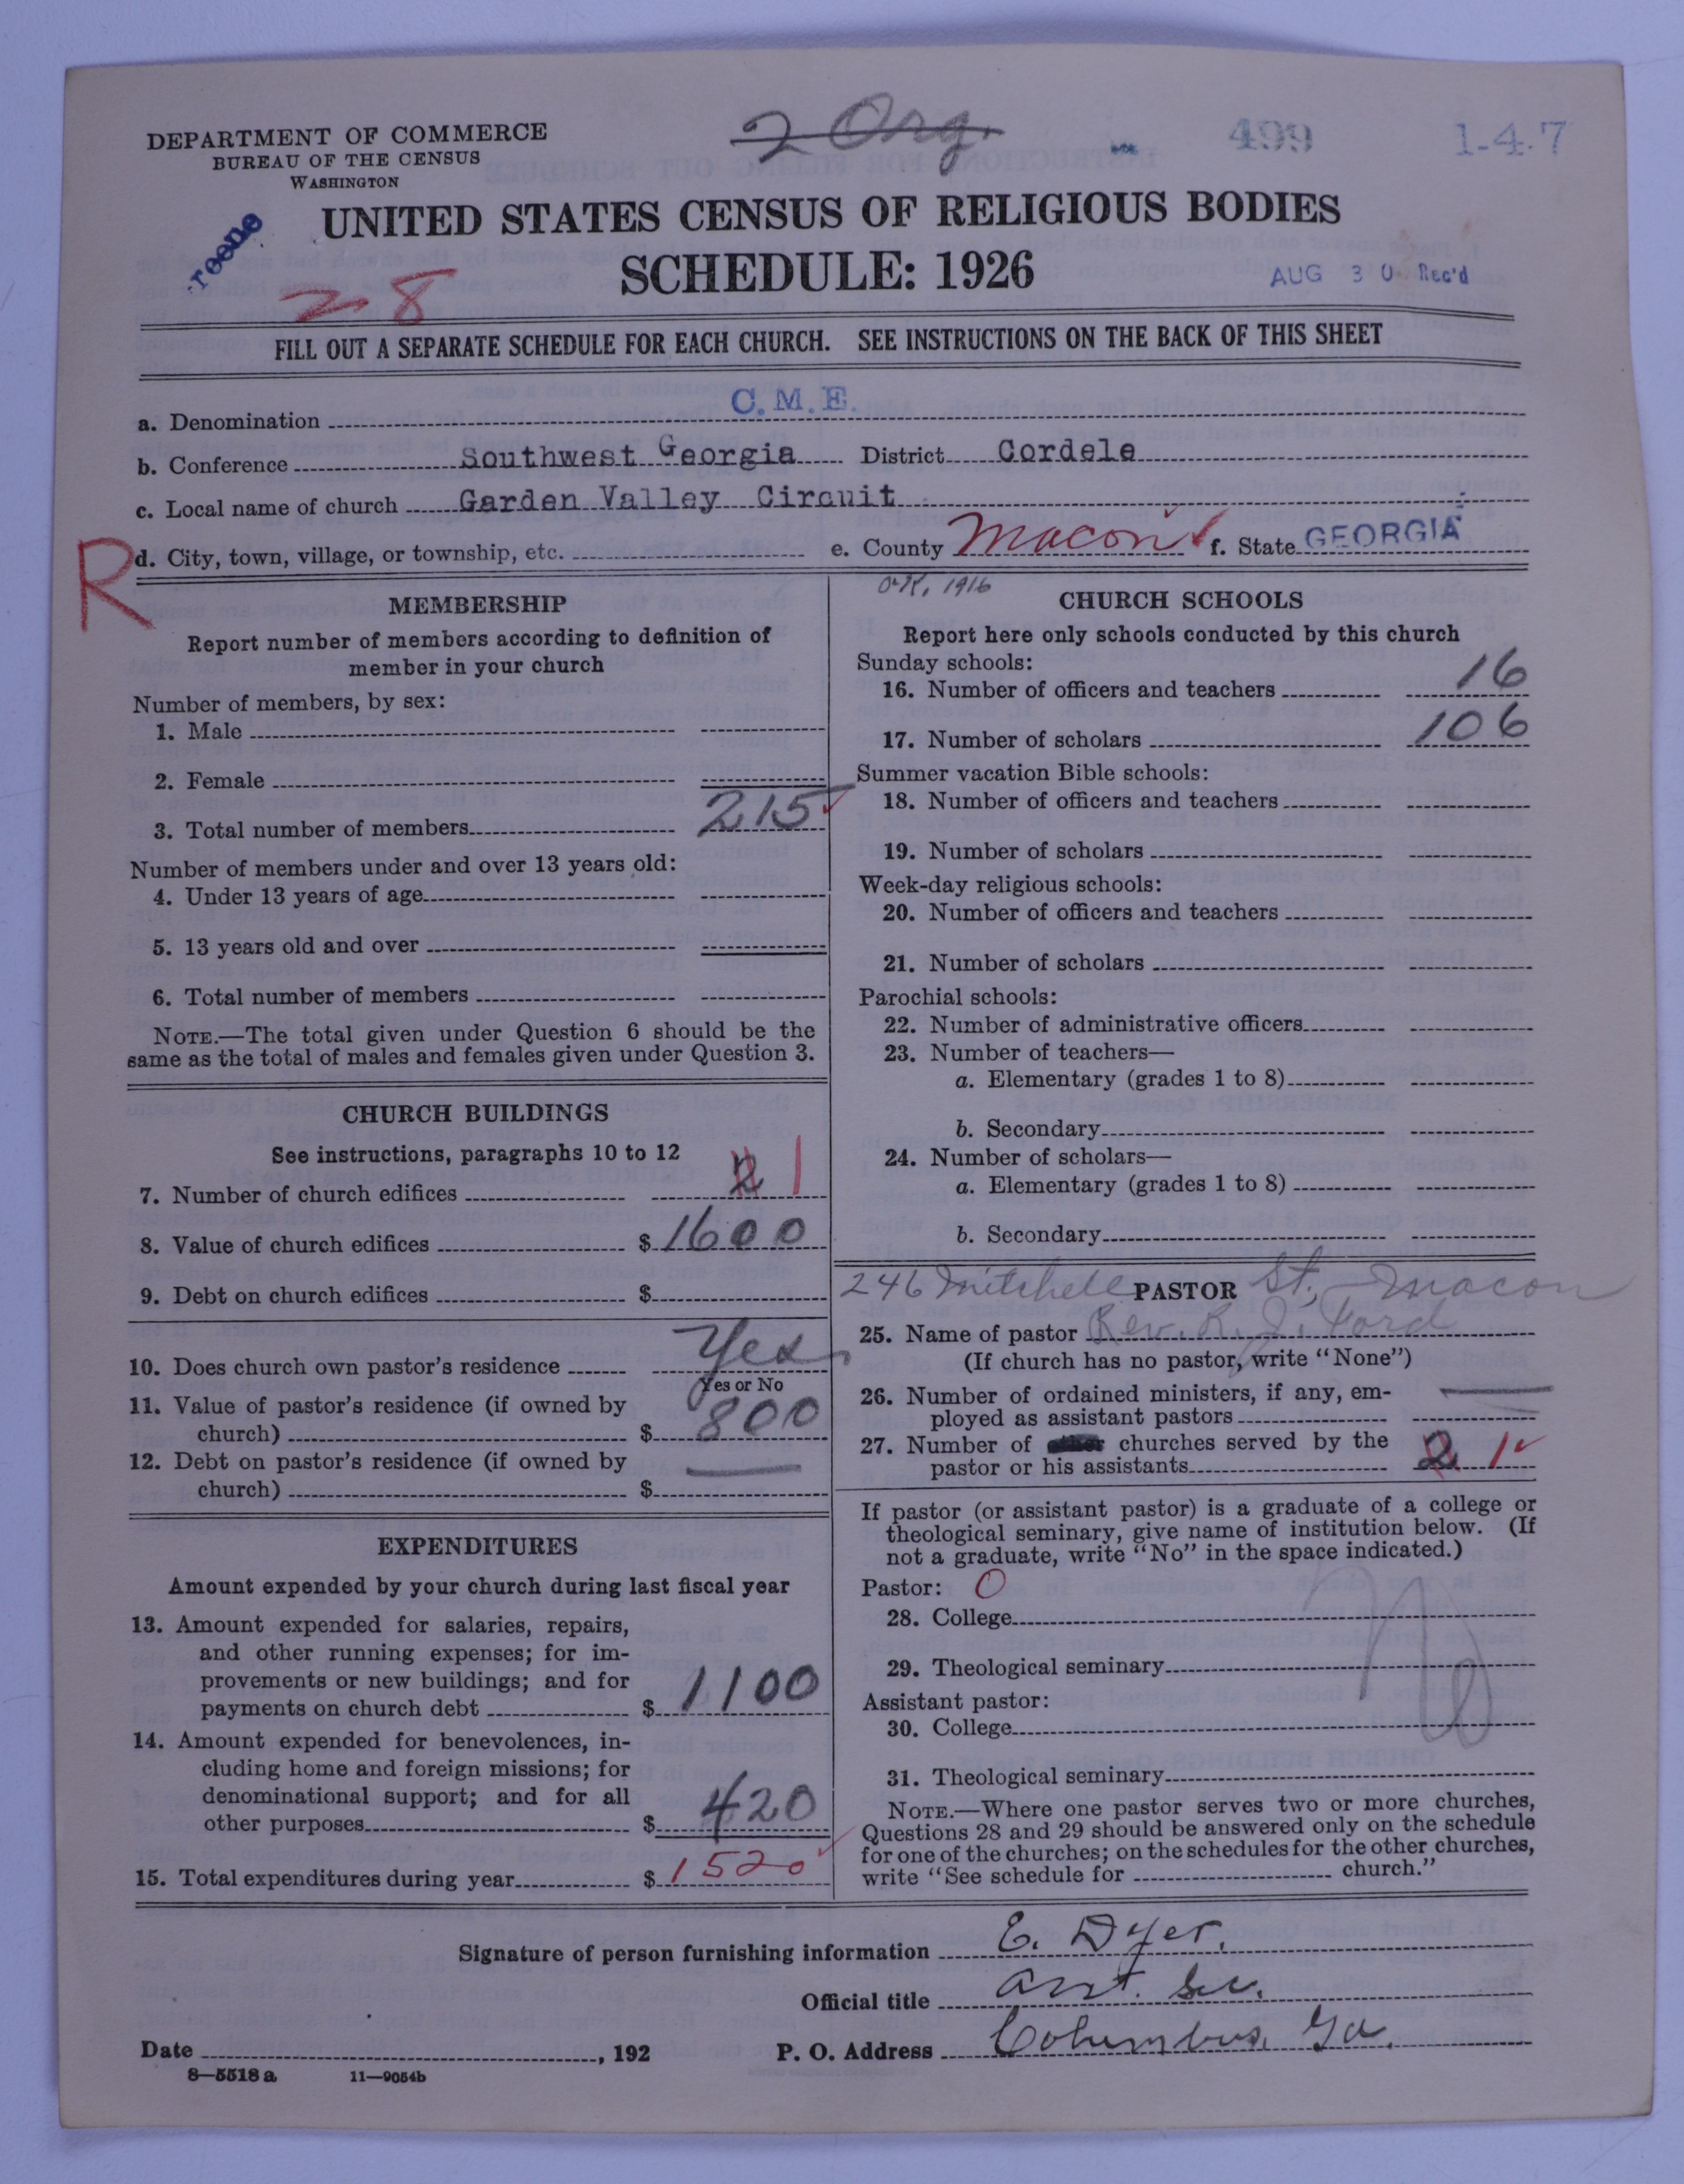 DEPARTMENT OF COMMERCE
BUREAU OF THE CENSUS
WASHINGTON
2 Org.
499
1-4-7
reene
28
UNITED STATES CENSUS OF RELIGIOUS BODIES
SCHEDULE: 1926
AUG 30 Rec'd
FILL OUT A SEPARATE SCHEDULE FOR EACH CHURCH. SEE INSTRUCTIONS ON THE BACK OF THIS SHEET
a. Denomination C.M.E.
b. Conference Southwest Georgia District Cordele
c. Local name of church Garden Valley Circuit
R
d. City, town, village, or township, etc. e. County Macon f. State GEORGIA
MEMBERSHIP
Report number of members according to definition of
member in your church
Number of members, by sex:
1. Male
2. Female
3. Total number of members 215
Number of members under and over 13 years old:
4. Under 13 years of age
5. 13 years old and over
6. Total number of members
NOTE.—The total given under Question 6 should be the
same as the total of males and females given under Question 3.
CHURCH BUILDINGS
See instructions, paragraphs 10 to 12
7. Number of church edifices 2 1
8. Value of church edifices $ 1600
9. Debt on church edifices $
10. Does church own pastor's residence Yes
Yes or No
11. Value of pastor's residence (if owned by
church) $ 800
12. Debt on pastor's residence (if owned by
church) $ —
EXPENDITURES
Amount expended by your church during last fiscal year
13. Amount expended for salaries, repairs,
and other running expenses; for im-
provements or new buildings; and for
payments on church debt $ 1100
14. Amount expended for benevolences, in-
cluding home and foreign missions; for
denominational support; and for all
other purposes $ 420
15. Total expenditures during year $ 1520
O.K. 1916
CHURCH SCHOOLS
Report here only schools conducted by this church
Sunday schools:
16. Number of officers and teachers 16
17. Number of scholars 106
Summer vacation Bible schools:
18. Number of officers and teachers
19. Number of scholars
Week-day religious schools:
20. Number of officers and teachers
21. Number of scholars
Parochial schools:
22. Number of administrative officers
23. Number of teachers—
a. Elementary (grades 1 to 8)
b. Secondary
24. Number of scholars—
a. Elementary (grades 1 to 8)
b. Secondary
246 Mitchell St., Macon
PASTOR
25. Name of pastor Rev. R. J. Ford
(If church has no pastor, write "None")
26. Number of ordained ministers, if any, em-
ployed as assistant pastors —
27. Number of churches served by the
pastor or his assistants 2 1
If pastor (or assistant pastor) is a graduate of a college or
theological seminary, give name of institution below. (If
not a graduate, write "No" in the space indicated.)
Pastor: 0
28. College
29. Theological seminary No
Assistant pastor:
30. College
31. Theological seminary
NOTE.—Where one pastor serves two or more churches,
Questions 28 and 29 should be answered only on the schedule
for one of the churches; on the schedules for the other churches,
write "See schedule for church."
Signature of person furnishing information E. Dyer.
Official title Asst. Sec.
Date , 192 P. O. Address Columbus, Ga.
8—5518 a 11—9054b